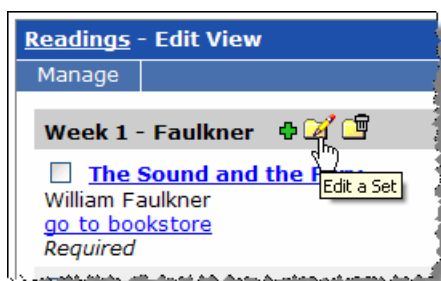 Readings - Edit View
Manage
Week 1 - Faulkner
The Sound and the
Edit a Set
William Faulkner
go to bookstore
Required